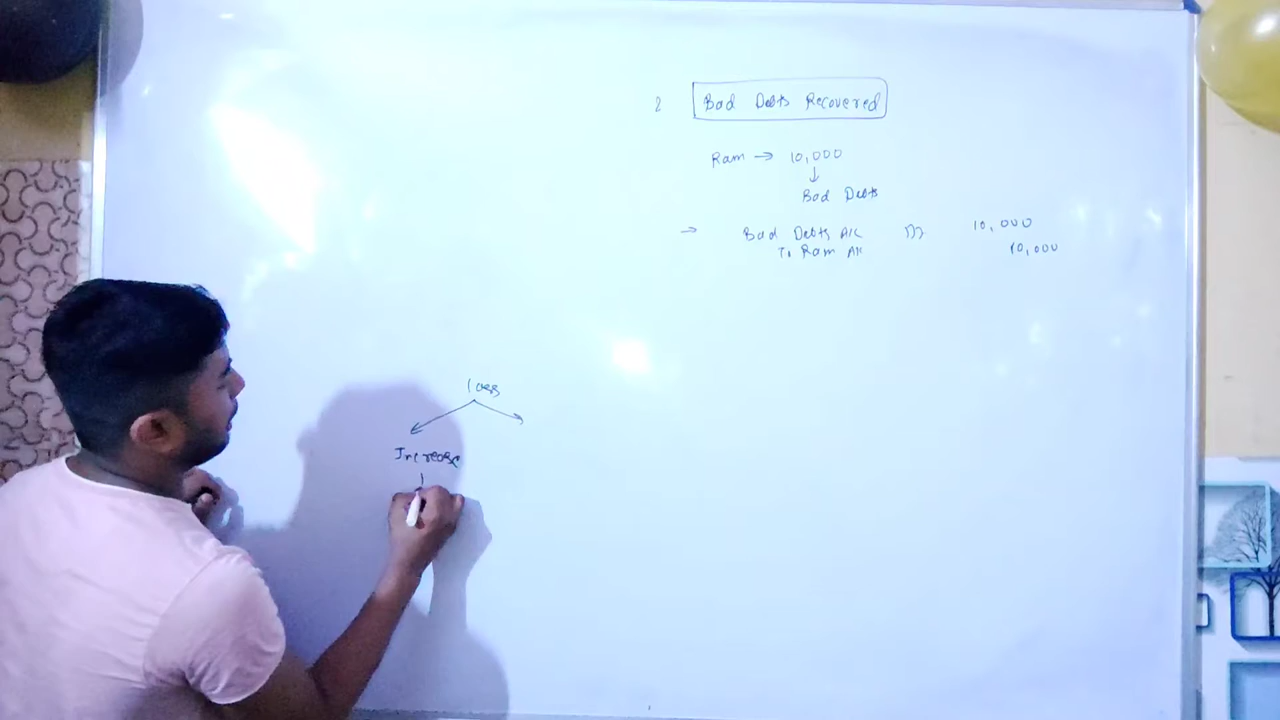 2 Bad Debts Recovered
Ram → 10,000
↓
Bad Debts
→ Bad Debts A/c Dr 10,000
To Ram A/c 10,000
loss
Increase